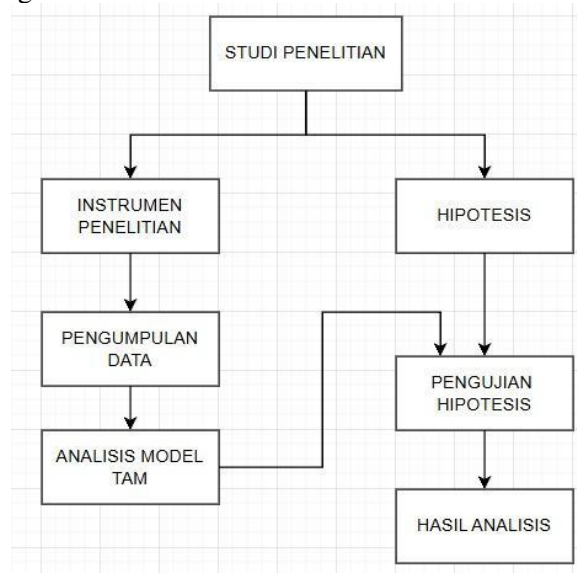 STUDI PENELITIAN
INSTRUMEN
PENELITIAN
HIPOTESIS
PENGUMPULAN
DATA
PENGUJIAN
HIPOTESIS
ANALISIS MODEL
TAM
HASIL ANALISIS